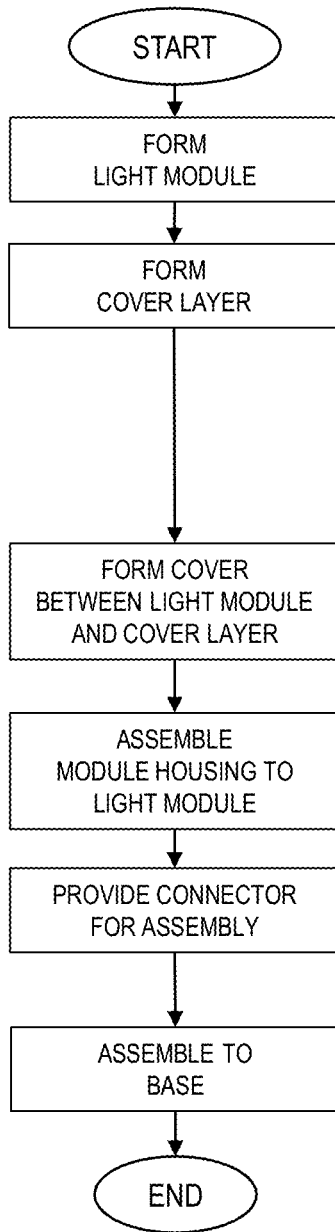 START
FORM
LIGHT MODULE
FORM
COVER LAYER
FORM COVER
BETWEEN LIGHT MODULE
AND COVER LAYER
ASSEMBLE
MODULE HOUSING TO
LIGHT MODULE
PROVIDE CONNECTOR
FOR ASSEMBLY
ASSEMBLE TO
BASE
END